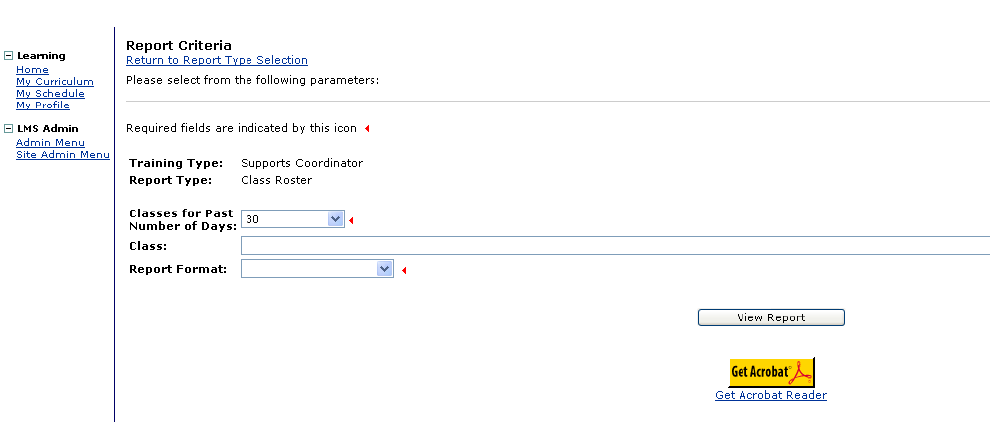 Learning
Home
My Curriculum
My Schedule
My Profile
LMS Admin
Admin Menu
Site Admin Menu
Report Criteria
Return to Report Type Selection
Please select from the following parameters:
Required fields are indicated by this icon
Training Type: Supports Coordinator
Report Type: Class Roster
Classes for Past
Number of Days: 30
Class:
Report Format:
View Report
Get Acrobat
Get Acrobat Reader